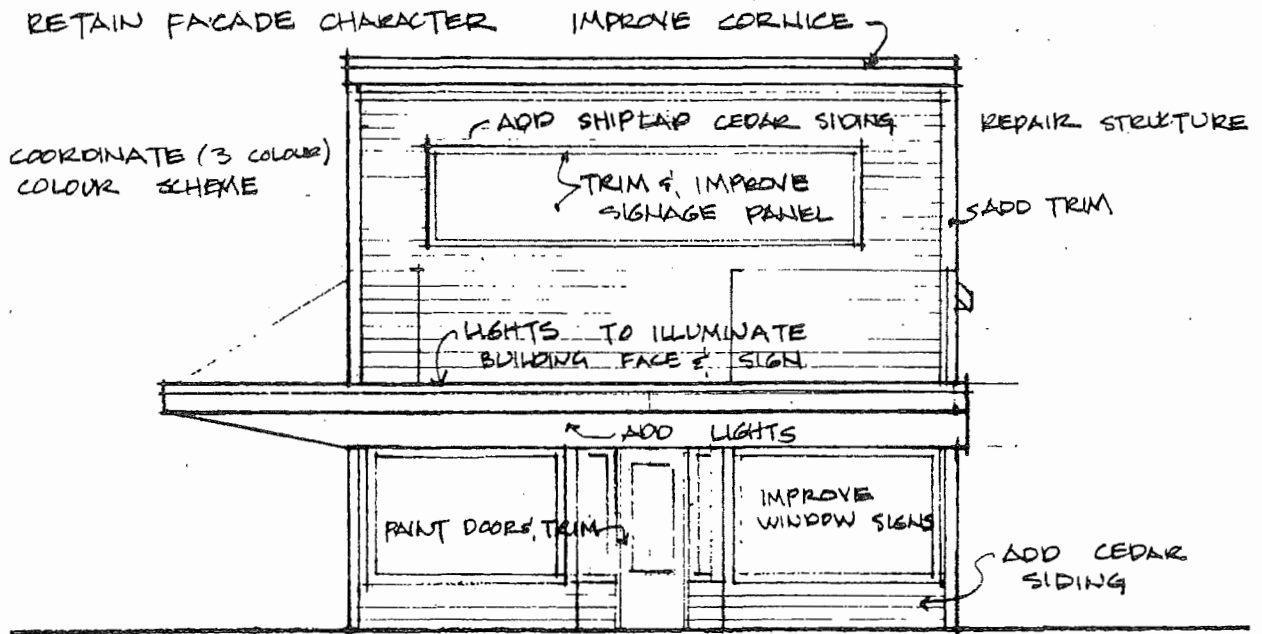 RETAIN FACADE CHARACTER
IMPROVE CORNICE
ADD SHIPLAP CEDAR SIDING
REPAIR STRUCTURE
COORDINATE (3 COLOUR)
COLOUR SCHEME
TRIM & IMPROVE
SIGNAGE PANEL
ADD TRIM
LIGHTS TO ILLUMINATE
BUILDING FACE & SIGN
ADD LIGHTS
IMPROVE
WINDOW SIGNS
PAINT DOORS, TRIM
ADD CEDAR
SIDING